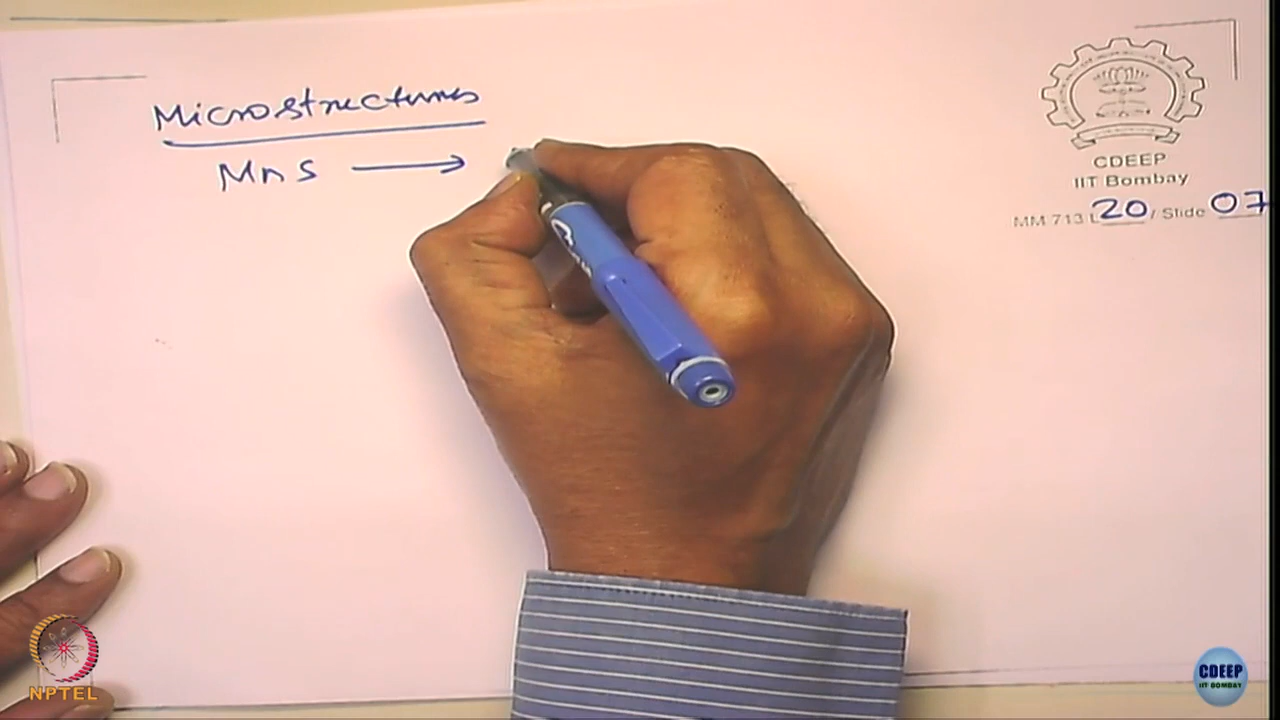 Microstructures
MnS →
CDEEP
IIT Bombay
MM 713 L 20 / Slide 07
NPTEL
CDEEP
IIT BOMBAY